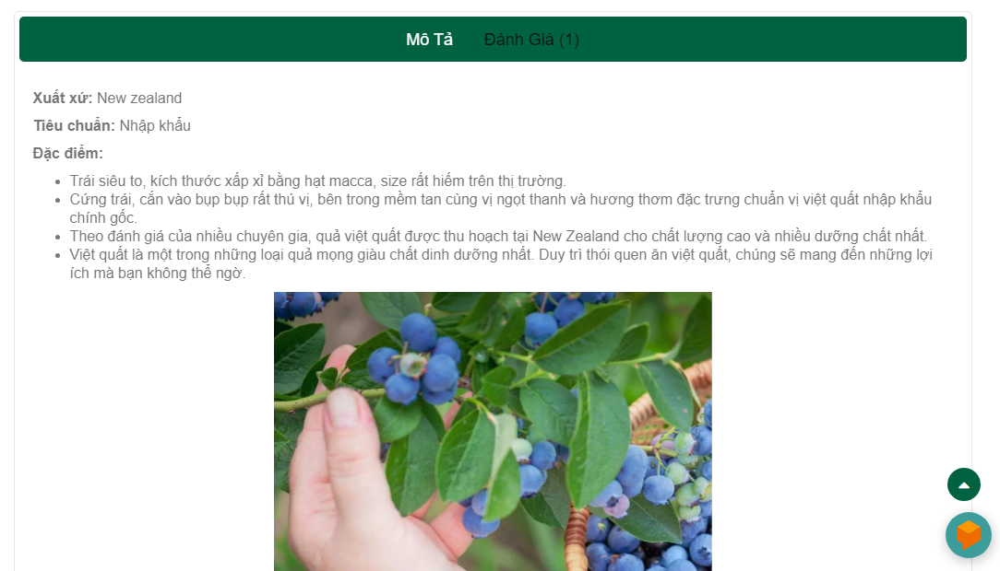 Mô Tả Đánh Giá (1)
Xuất xứ: New zealand
Tiêu chuẩn: Nhập khẩu
Đặc điểm:
Trái siêu to, kích thước xấp xỉ bằng hạt macca, size rất hiếm trên thị trường.
Cứng trái, cắn vào bụp bụp rất thú vị, bên trong mềm tan cùng vị ngọt thanh và hương thơm đặc trưng chuẩn vị việt quất nhập khẩu
chính gốc.
Theo đánh giá của nhiều chuyên gia, quả việt quất được thu hoạch tại New Zealand cho chất lượng cao và nhiều dưỡng chất nhất.
Việt quất là một trong những loại quả mọng giàu chất dinh dưỡng nhất. Duy trì thói quen ăn việt quất, chúng sẽ mang đến những lợi
ích mà bạn không thể ngờ.